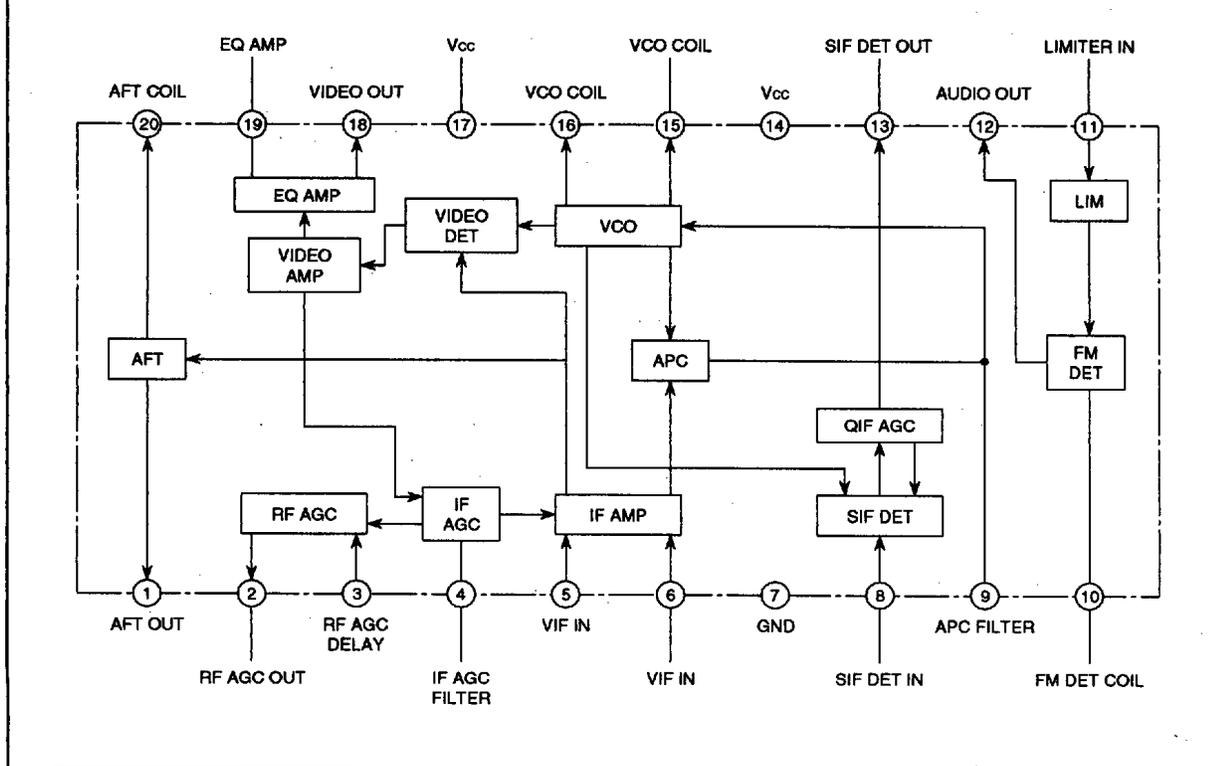 EQ AMP
Vcc
VCO COIL
SIF DET OUT
LIMITER IN
AFT COIL
VIDEO OUT
VCO COIL
Vcc
AUDIO OUT
20
19
18
17
16
15
14
13
12
11
EQ AMP
VIDEO
DET
VCO
LIM
VIDEO
AMP
AFT
APC
FM
DET
QIF AGC
RF AGC
IF
AGC
IF AMP
SIF DET
1
2
3
4
5
6
7
8
9
10
AFT OUT
RF AGC
DELAY
VIF IN
GND
APC FILTER
RF AGC OUT
IF AGC
FILTER
VIF IN
SIF DET IN
FM DET COIL